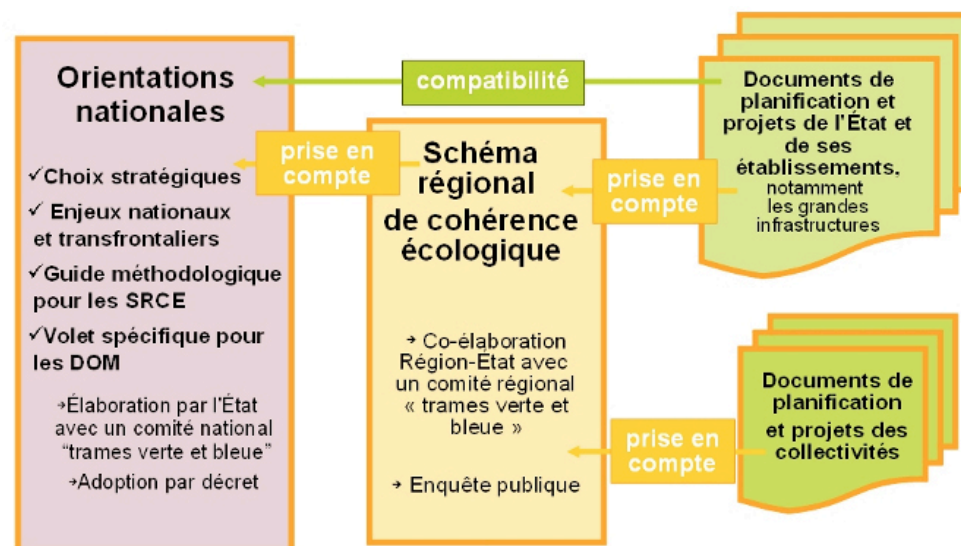 Orientations
nationales
✓Choix stratégiques
✓ Enjeux nationaux
et transfrontaliers
✓Guide méthodologique
pour les SRCE
✓Volet spécifique pour
les DOM
→Élaboration par l'État
avec un comité national
“trames verte et bleue”
→Adoption par décret
compatibilité
prise en
compte
Schéma
régional
de cohérence
écologique
→ Co-élaboration
Région-État avec
un comité régional
« trames verte et
bleue »
→ Enquête publique
prise en
compte
Documents de
planification et
projets de l'État et
de ses
établissements,
notamment
les grandes
infrastructures
prise en
compte
Documents de
planification
et projets des
collectivités